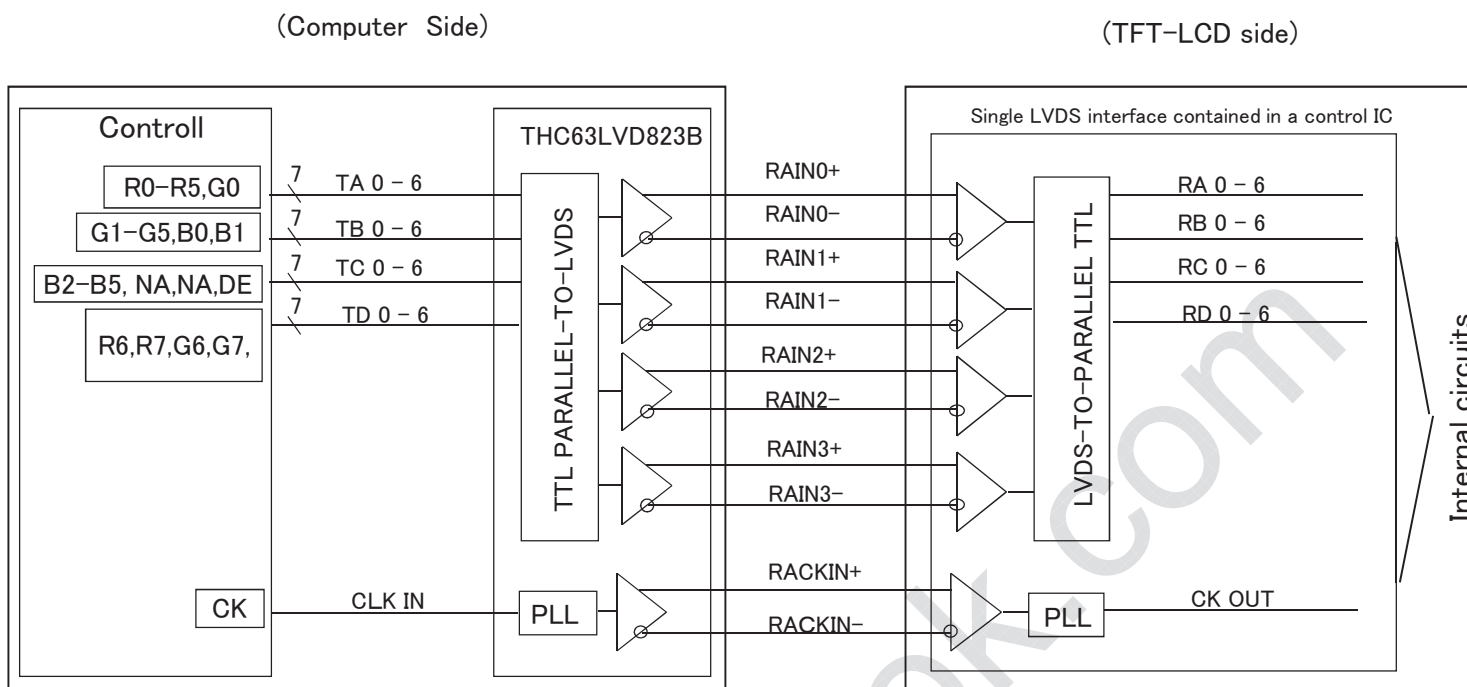 (Computer Side)
(TFT-LCD side)
Controll
THC63LVD823B
Single LVDS interface contained in a control IC
R0-R5,G0
7
TA 0 - 6
RAIN0+
RA 0 - 6
G1-G5,B0,B1
7
TB 0 - 6
RAIN0-
RB 0 - 6
B2-B5, NA,NA,DE
7
TC 0 - 6
RAIN1+
RC 0 - 6
R6,R7,G6,G7,
7
TD 0 - 6
RAIN1-
RD 0 - 6
TTL PARALLEL-TO-LVDS
LVDS-TO-PARALLEL TTL
Internal circuits
RAIN2+
RAIN2-
RAIN3+
RAIN3-
CK
CLK IN
PLL
RACKIN+
RACKIN-
PLL
CK OUT